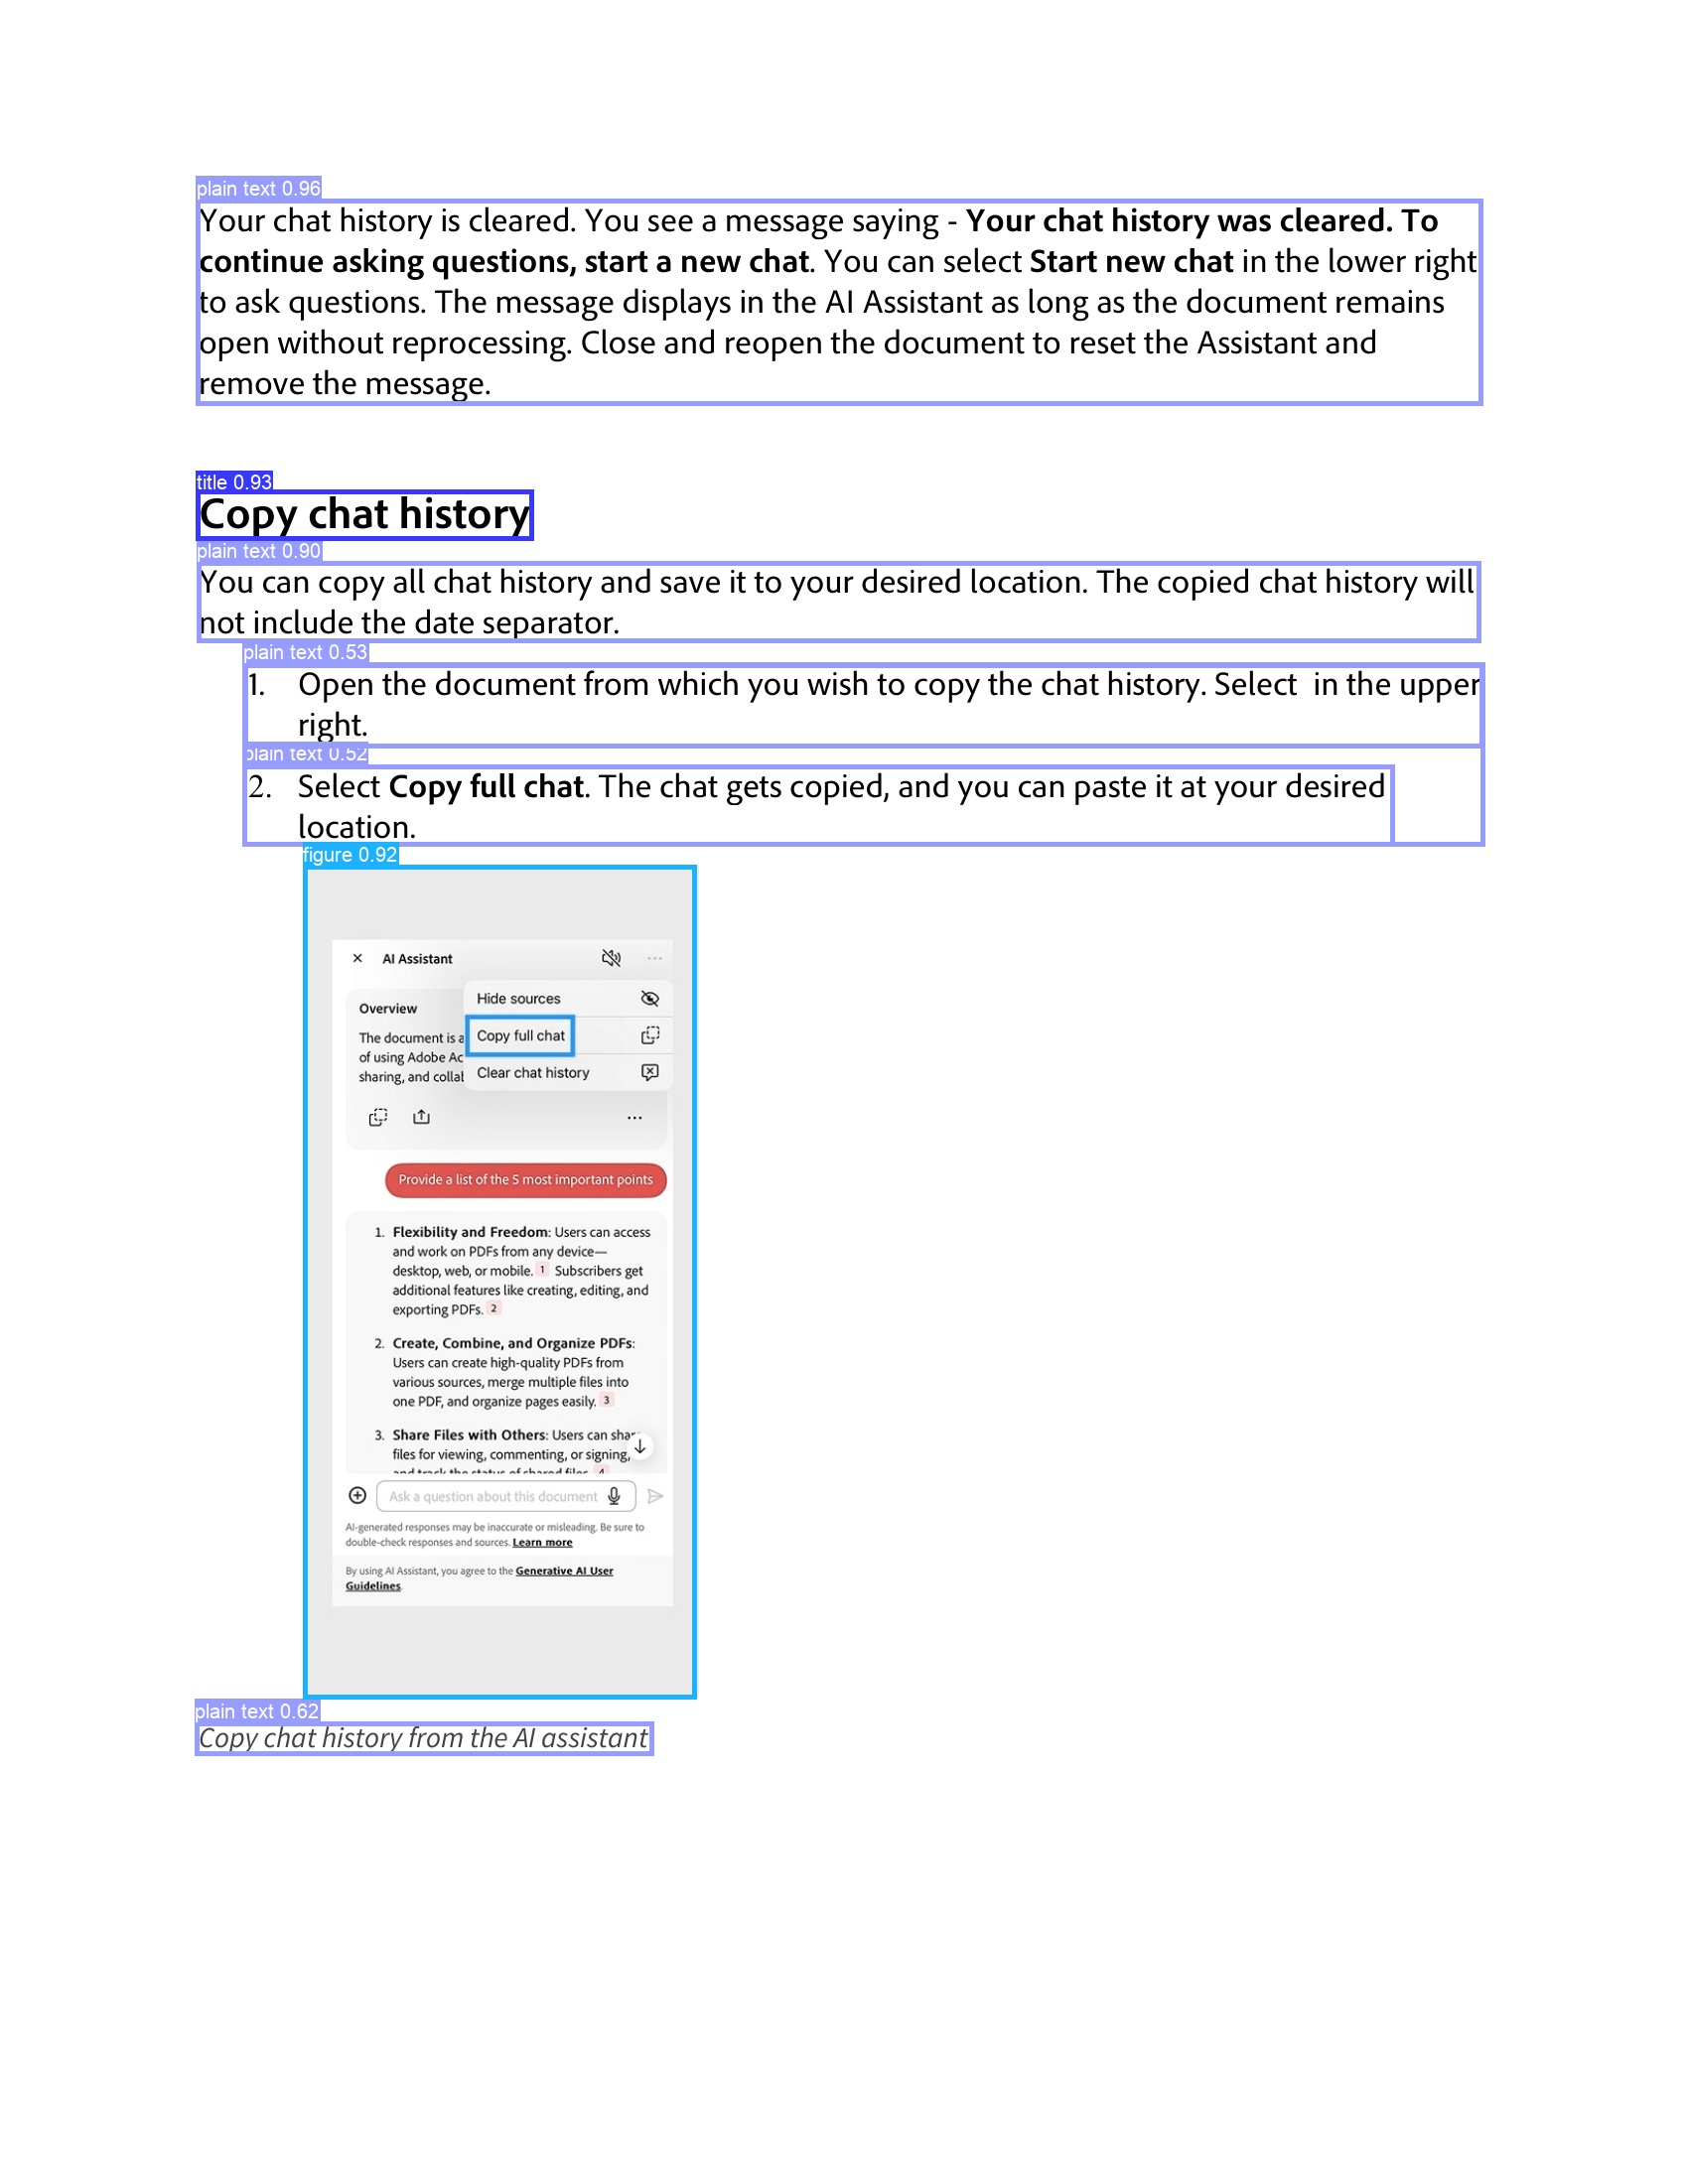 plain text 0.96
Your chat history is cleared. You see a message saying - Your chat history was cleared. To
continue asking questions, start a new chat. You can select Start new chat in the lower right
to ask questions. The message displays in the AI Assistant as long as the document remains
open without reprocessing. Close and reopen the document to reset the Assistant and
remove the message.
title 0.93
Copy chat history
plain text 0.90
You can copy all chat history and save it to your desired location. The copied chat history will
not include the date separator.
plain text 0.53
1. Open the document from which you wish to copy the chat history. Select  in the upper
right.
plain text 0.52
2. Select Copy full chat. The chat gets copied, and you can paste it at your desired
location.
figure 0.92
AI Assistant
Hide sources
Copy full chat
Clear chat history
Overview
The document is a
of using Adobe Ac
sharing, and collab
Provide a list of the 5 most important points
1. Flexibility and Freedom: Users can access
and work on PDFs from any device—
desktop, web, or mobile. 1 Subscribers get
additional features like creating, editing, and
exporting PDFs. 2
2. Create, Combine, and Organize PDFs:
Users can create high-quality PDFs from
various sources, merge multiple files into
one PDF, and organize pages easily. 3
3. Share Files with Others: Users can share
files for viewing, commenting, or signing,
and track the status of shared files. 4
Ask a question about this document
AI-generated responses may be inaccurate or misleading. Be sure to
double-check responses and sources. Learn more
By using AI Assistant, you agree to the Generative AI User
Guidelines
plain text 0.62
Copy chat history from the AI assistant